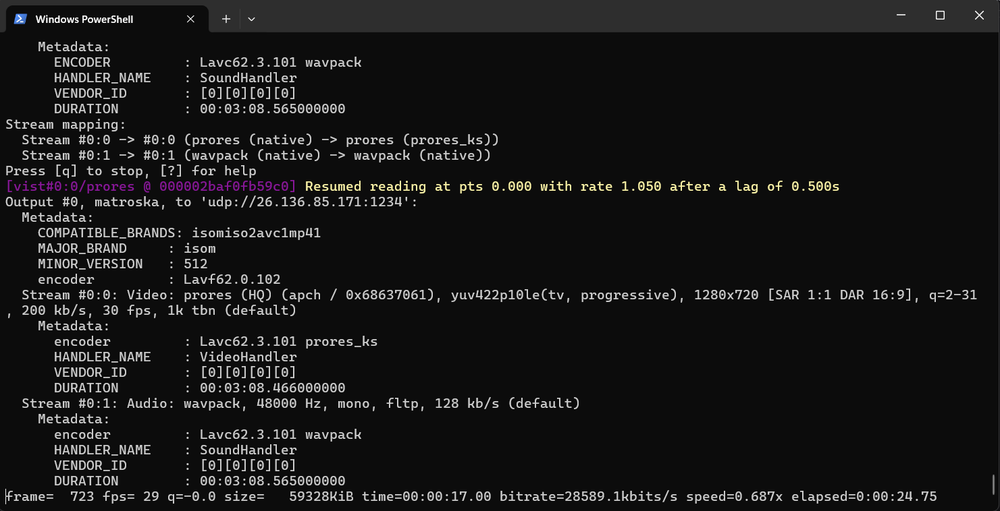 Windows PowerShell
Metadata:
ENCODER : Lavc62.3.101 wavpack
HANDLER_NAME : SoundHandler
VENDOR_ID : [0][0][0][0]
DURATION : 00:03:08.565000000
Stream mapping:
Stream #0:0 -> #0:0 (prores (native) -> prores (prores_ks))
Stream #0:1 -> #0:1 (wavpack (native) -> wavpack (native))
Press [q] to stop, [?] for help
[vist#0:0/prores @ 000002baf0fb59c0] Resumed reading at pts 0.000 with rate 1.050 after a lag of 0.500s
Output #0, matroska, to 'udp://26.136.85.171:1234':
Metadata:
COMPATIBLE_BRANDS: isomiso2avc1mp41
MAJOR_BRAND : isom
MINOR_VERSION : 512
encoder : Lavf62.0.102
Stream #0:0: Video: prores (HQ) (apch / 0x68637061), yuv422p10le(tv, progressive), 1280x720 [SAR 1:1 DAR 16:9], q=2-31
, 200 kb/s, 30 fps, 1k tbn (default)
Metadata:
encoder : Lavc62.3.101 prores_ks
HANDLER_NAME : VideoHandler
VENDOR_ID : [0][0][0][0]
DURATION : 00:03:08.466000000
Stream #0:1: Audio: wavpack, 48000 Hz, mono, fltp, 128 kb/s (default)
Metadata:
encoder : Lavc62.3.101 wavpack
HANDLER_NAME : SoundHandler
VENDOR_ID : [0][0][0][0]
DURATION : 00:03:08.565000000
frame= 723 fps= 29 q=-0.0 size= 59328KiB time=00:00:17.00 bitrate=28589.1kbits/s speed=0.687x elapsed=0:00:24.75